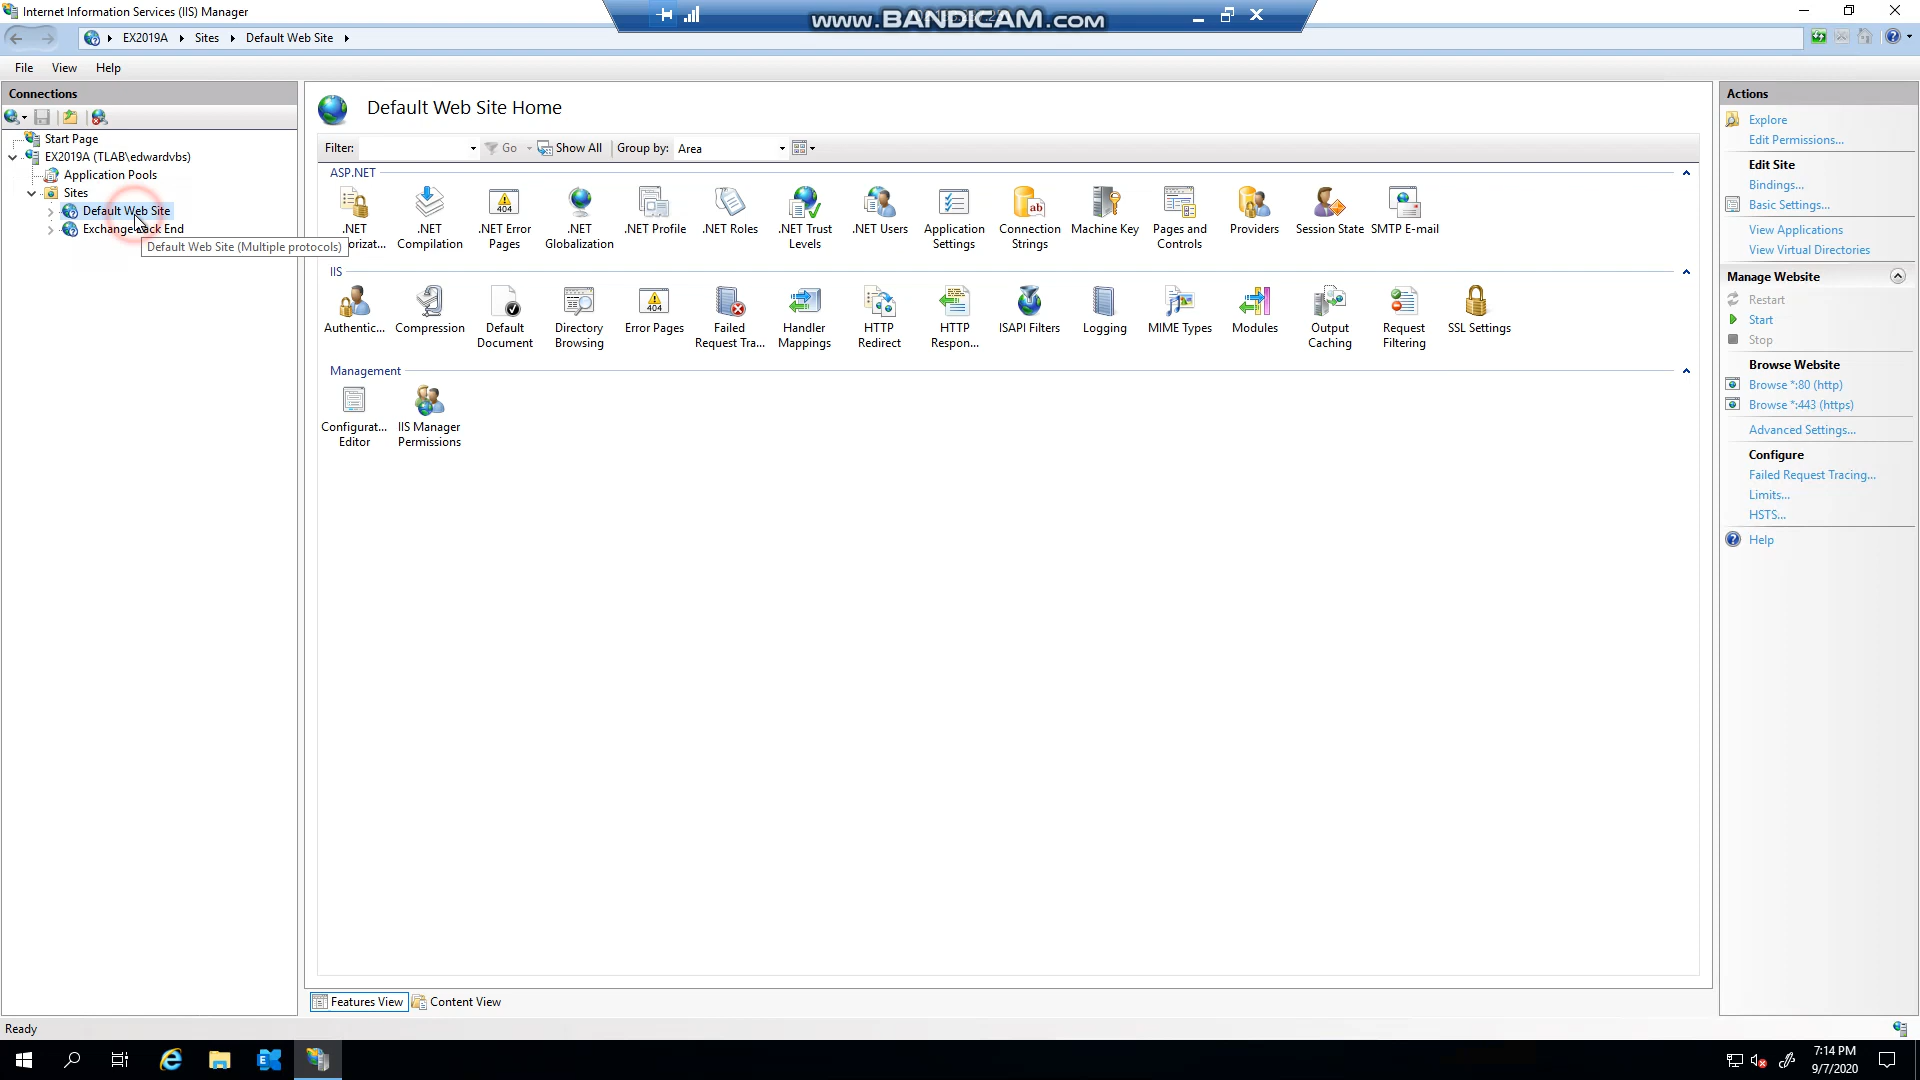 Internet Information Services (IIS) Manager
www.BANDICAM.com
EX2019A
Sites
Default Web Site
File
View
Help
Connections
Start Page
EX2019A (TLAB\edwardvbs)
Application Pools
Sites
Default Web Site
Exchange Back End
Default Web Site (Multiple protocols)
Default Web Site Home
Filter:
Go
Show All
Group by:
Area
ASP.NET
.NET
.NET Compilation
.NET Error Pages
.NET Globalization
.NET Profile
.NET Roles
.NET Trust Levels
.NET Users
Application Settings
Connection Strings
Machine Key
Pages and Controls
Providers
Session State
SMTP E-mail
IIS
Authentic...
Compression
Default Document
Directory Browsing
Error Pages
Failed Request Tra...
Handler Mappings
HTTP Redirect
HTTP Respon...
ISAPI Filters
Logging
MIME Types
Modules
Output Caching
Request Filtering
SSL Settings
Management
Configurat... Editor
IIS Manager Permissions
Features View
Content View
Actions
Explore
Edit Permissions...
Edit Site
Bindings...
Basic Settings...
View Applications
View Virtual Directories
Manage Website
Restart
Start
Stop
Browse Website
Browse *:80 (http)
Browse *:443 (https)
Advanced Settings...
Configure
Failed Request Tracing...
Limits...
HSTS...
Help
Ready
7:14 PM
9/7/2020